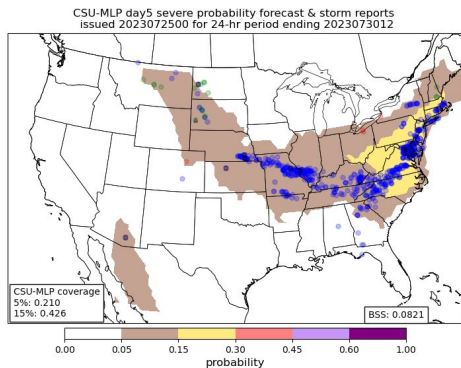 CSU-MLP day5 severe probability forecast & storm reports
issued 2023072500 for 24-hr period ending 2023073012
CSU-MLP coverage
5%: 0.210
15%: 0.426
BSS: 0.0821
0.00 0.05 0.15 0.30 0.45 0.60 1.00
probability